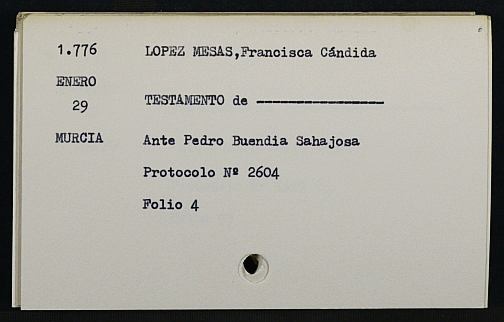 1.776 LOPEZ MESAS,Francisca Cándida
ENERO
29 TESTAMENTO de -------------------
MURCIA Ante Pedro Buendia Sahajosa
Protocolo Nº 2604
Folio 4